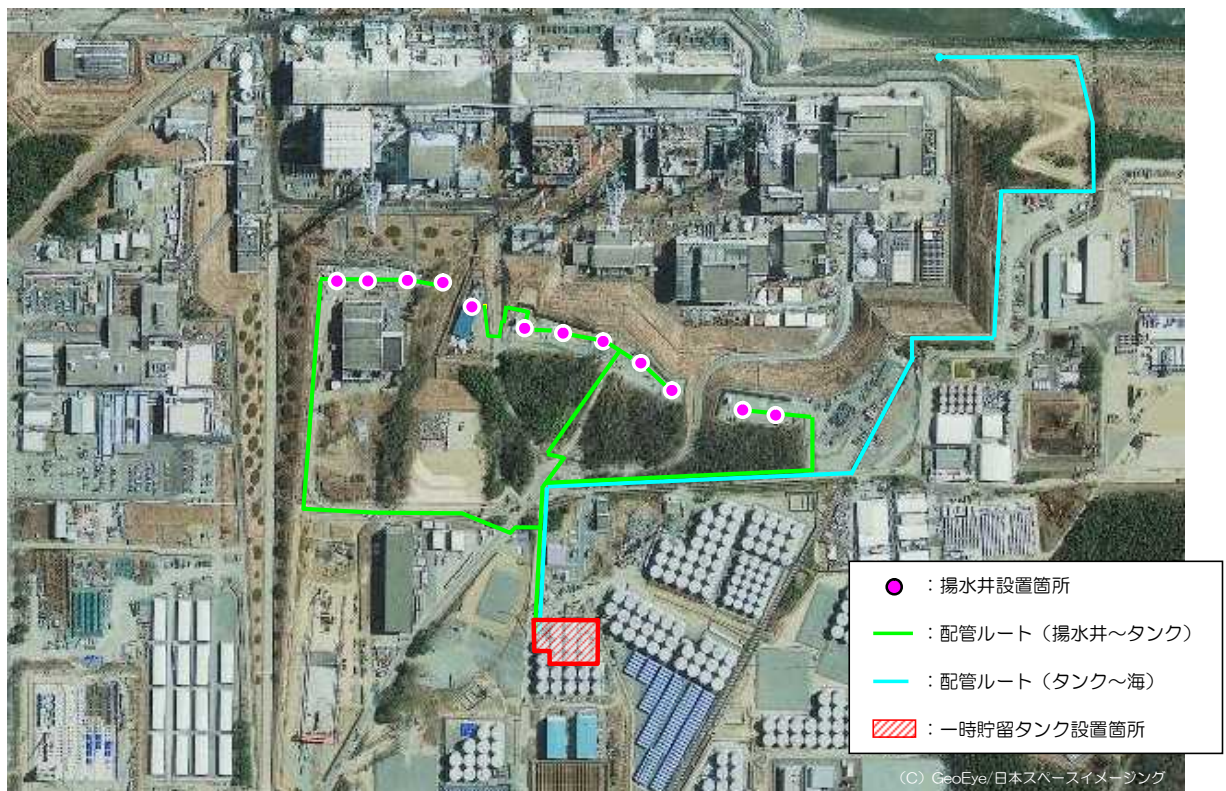 ：揚水井設置箇所
：配管ルート（揚水井～タンク）
：配管ルート（タンク～海）
：一時貯留タンク設置箇所
（C）GeoEye/日本スペースイメージング